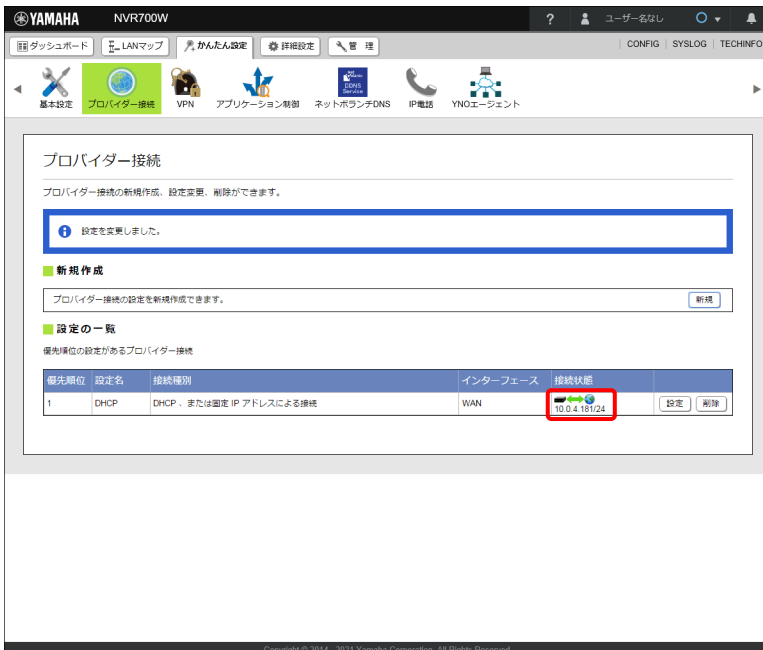 YAMAHA NVR700W ? ユーザー名なし
ダッシュボード LANマップ かんたん設定 詳細設定 管 理 CONFIG SYSLOG TECHINFO
基本設定 プロバイダー接続 VPN アプリケーション制御 ネットボランチDNS IP電話 YNOエージェント
DDNS
Service
プロバイダー接続
プロバイダー接続の新規作成、設定変更、削除ができます。
設定を変更しました。
新規作成
プロバイダー接続の設定を新規作成できます。 新規
設定の一覧
優先順位の設定があるプロバイダー接続
優先順位 設定名 接続種別 インターフェース 接続状態
1 DHCP DHCP 、または固定 IP アドレスによる接続 WAN 10.0.4.181/24 設定 削除
Copyright © 2014 - 2021 Yamaha Corporation. All Rights Reserved.